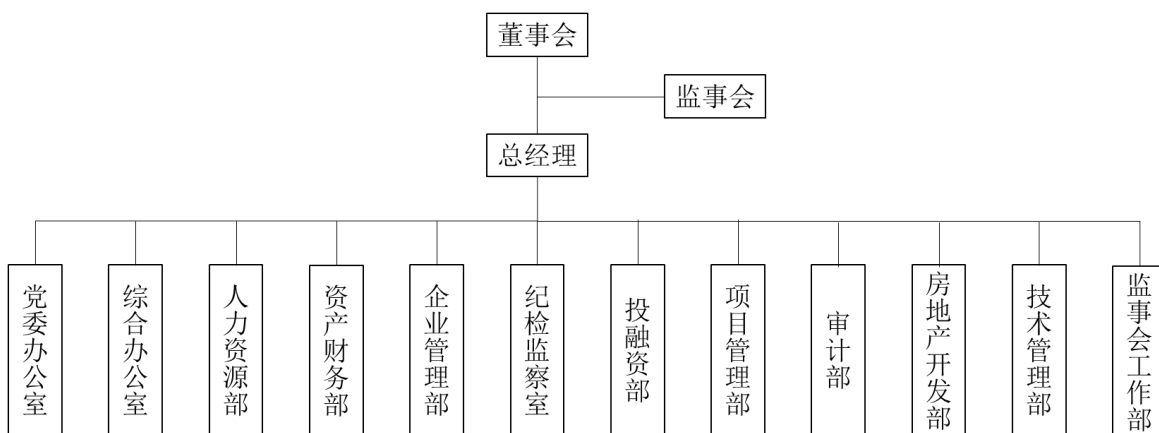 董事会
监事会
总经理
党委办公室
综合办公室
人力资源部
资产财务部
企业管理部
纪检监察室
投融资部
项目管理部
审计部
房地产开发部
技术管理部
监事会工作部